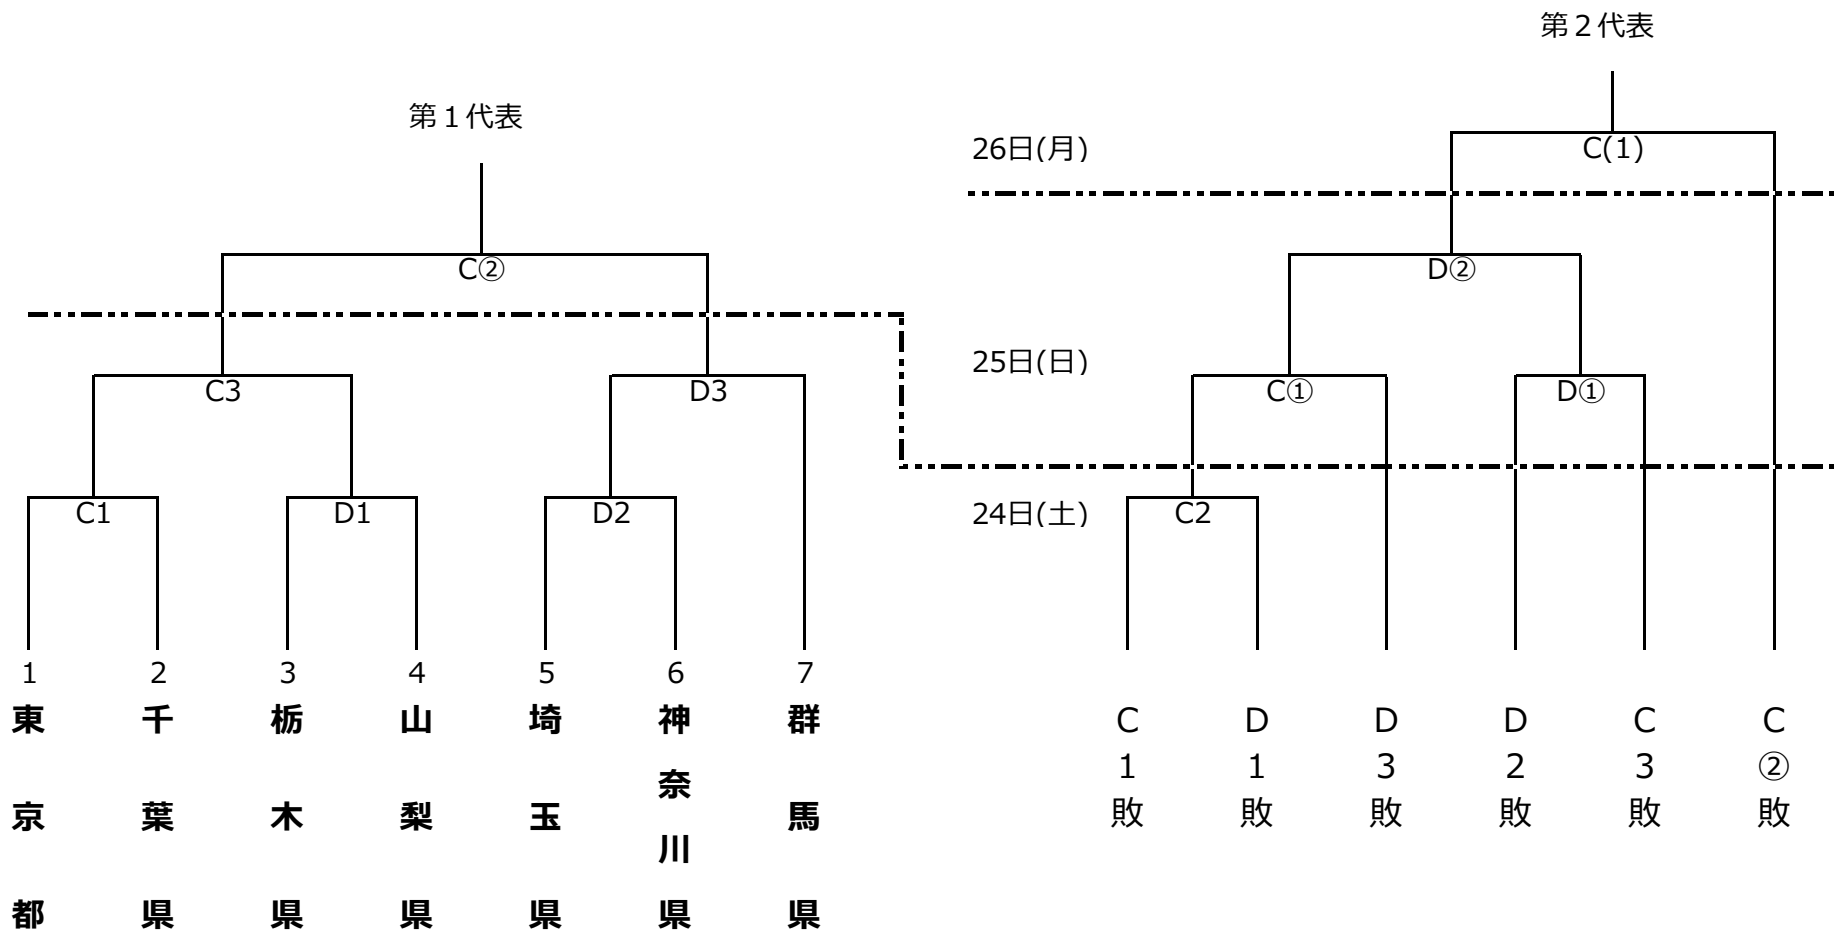 第２代表
第１代表
26日(月)
C(1)
C②
D②
25日(日)
C3
D3
C①
D①
C1
D1
D2
24日(土)
C2
1
2
3
4
5
6
7
東京都
千葉県
栃木県
山梨県
埼玉県
神奈川県
群馬県
C1敗
D1敗
D3敗
D2敗
C3敗
C②敗